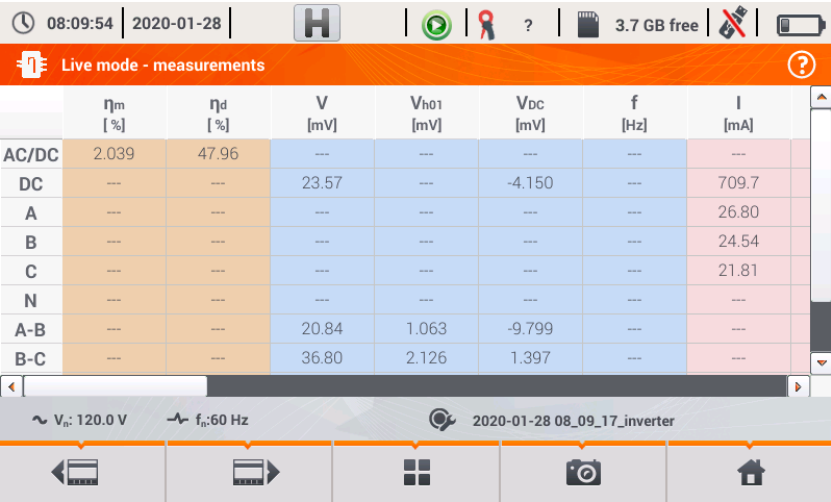 08:09:54 2020-01-28 H ? 3.7 GB free
Live mode - measurements ?
ηm ηd V Vh01 VDC f I
[ %] [ %] [mV] [mV] [mV] [Hz] [mA]
AC/DC 2.039 47.96 --- --- --- --- ---
DC --- --- 23.57 --- -4.150 --- 709.7
A --- --- --- --- --- --- 26.80
B --- --- --- --- --- --- 24.54
C --- --- --- --- --- --- 21.81
N --- --- --- --- --- --- ---
A-B --- --- 20.84 1.063 -9.799 --- ---
B-C --- --- 36.80 2.126 1.397 --- ---
Vn: 120.0 V fn:60 Hz 2020-01-28 08_09_17_inverter